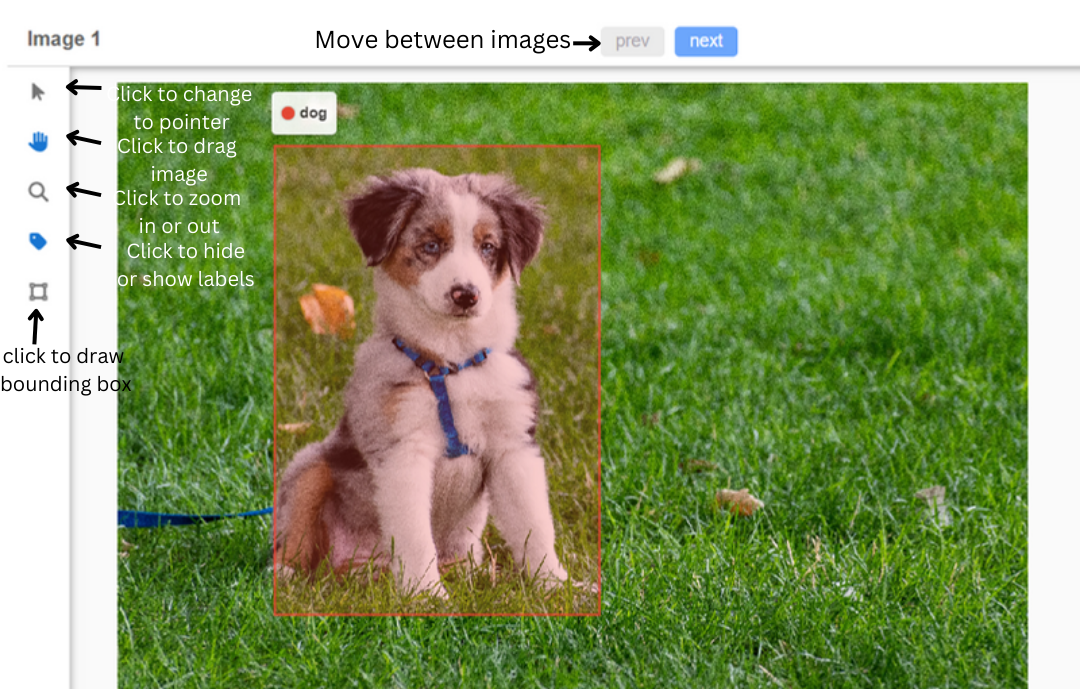 Image 1
Move between images
prev
next
Click to change
to pointer
dog
Click to drag
image
Click to zoom
in or out
Click to hide
or show labels
click to draw
bounding box